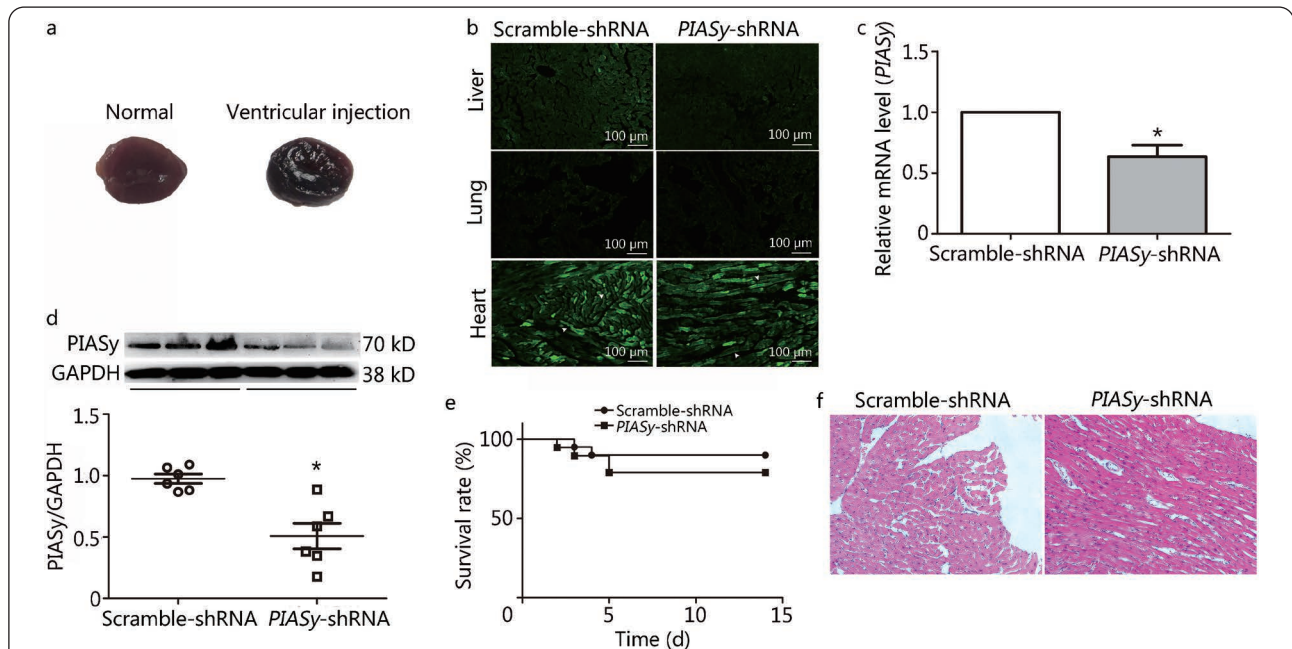 a
Normal Ventricular injection
b
Scramble-shRNA PIASy-shRNA
Liver
100 μm 100 μm
Lung
100 μm 100 μm
Heart
100 μm 100 μm
c
Relative mRNA level (PIASy)
1.5
1.0
0.5
0
*
Scramble-shRNA PIASy-shRNA
d
PIASy 70 kD
GAPDH 38 kD
PIASy/GAPDH
1.5
1.0
0.5
0
*
Scramble-shRNA PIASy-shRNA
e
Scramble-shRNA
PIASy-shRNA
Survival rate (%)
100
50
0 5 10 15
Time (d)
f
Scramble-shRNA PIASy-shRNA